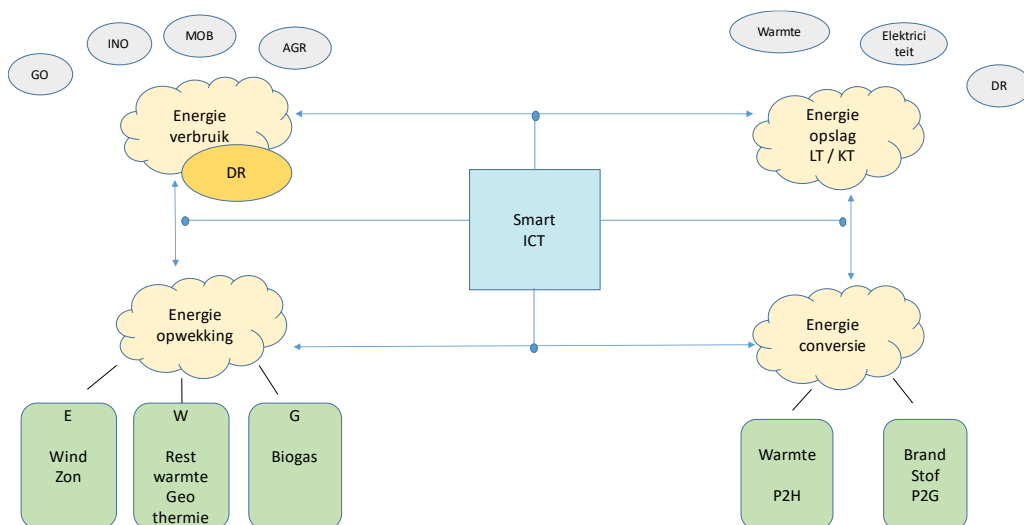 GO
INO
MOB
AGR
Warmte
Elektrici
teit
DR
Energie
verbruik
DR
Energie
opslag
LT / KT
Smart
ICT
Energie
opwekking
Energie
conversie
E
Wind
Zon
W
Rest
warmte
Geo
thermie
G
Biogas
Warmte
P2H
Brand
Stof
P2G